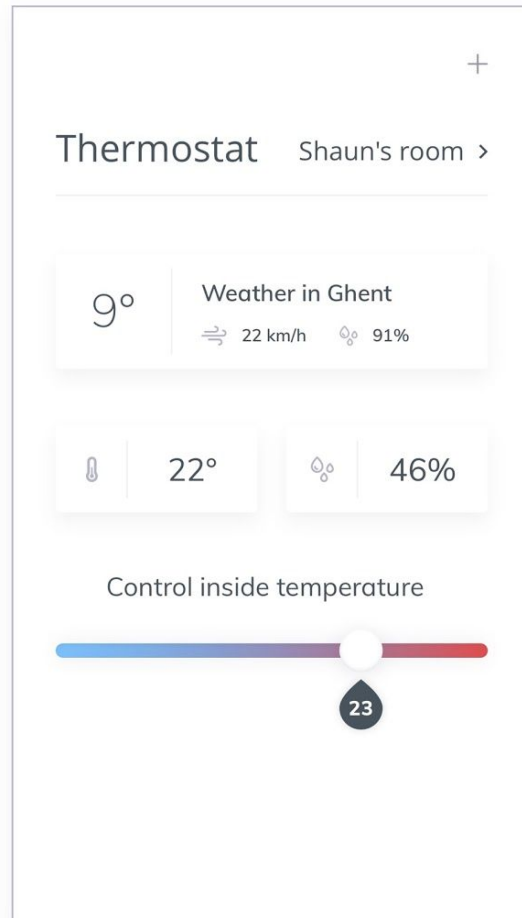 Thermostat
Shaun's room
9°
Weather in Ghent
22 km/h
91%
22°
46%
Control inside temperature
23